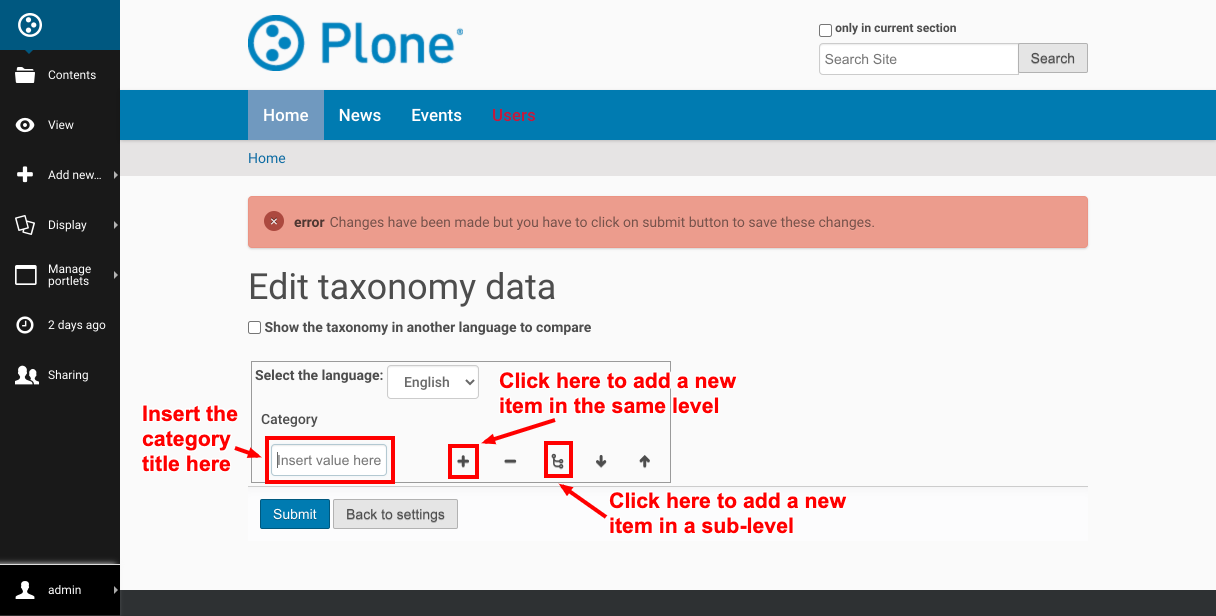 Plone®
only in current section
Search Site
Search
Contents
View
Add new...
Display
Manage
portlets
2 days ago
Sharing
admin
Home
News
Events
Users
Home
error Changes have been made but you have to click on submit button to save these changes.
Edit taxonomy data
Show the taxonomy in another language to compare
Select the language:
English
Click here to add a new
item in the same level
Category
Insert the
category
title here
Insert value here
Click here to add a new
item in a sub-level
Submit
Back to settings